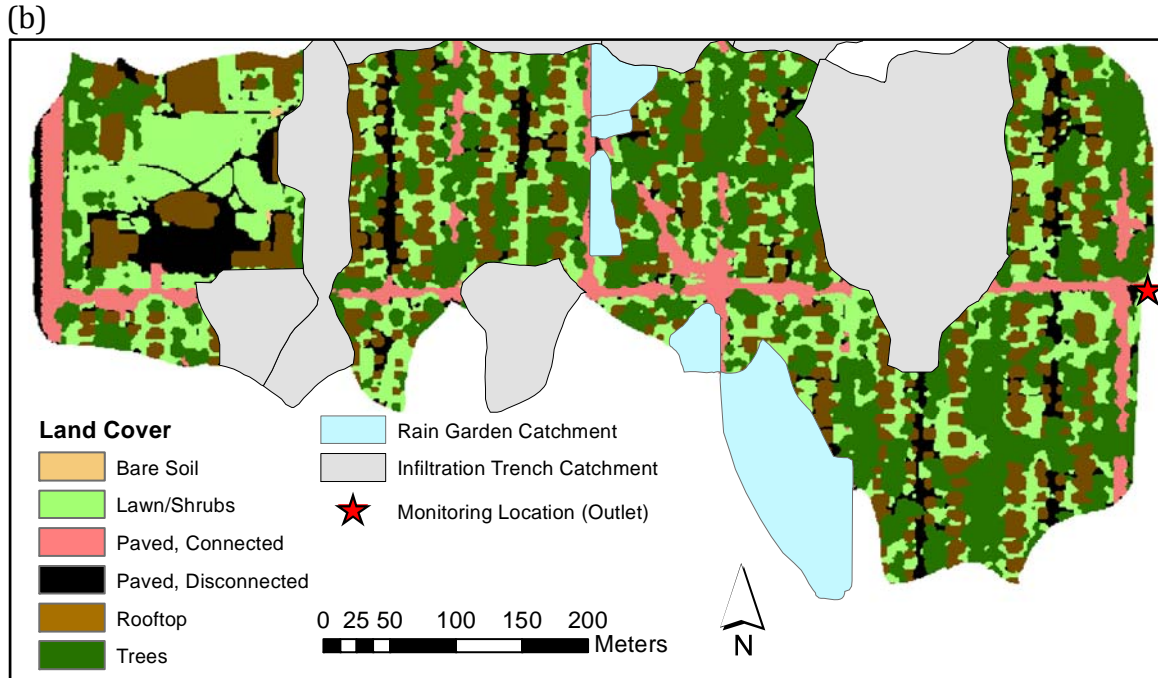 (b)
Land Cover
Bare Soil
Lawn/Shrubs
Paved, Connected
Paved, Disconnected
Rooftop
Trees
Rain Garden Catchment
Infiltration Trench Catchment
Monitoring Location (Outlet)
0 25 50 100 150 200
Meters
N